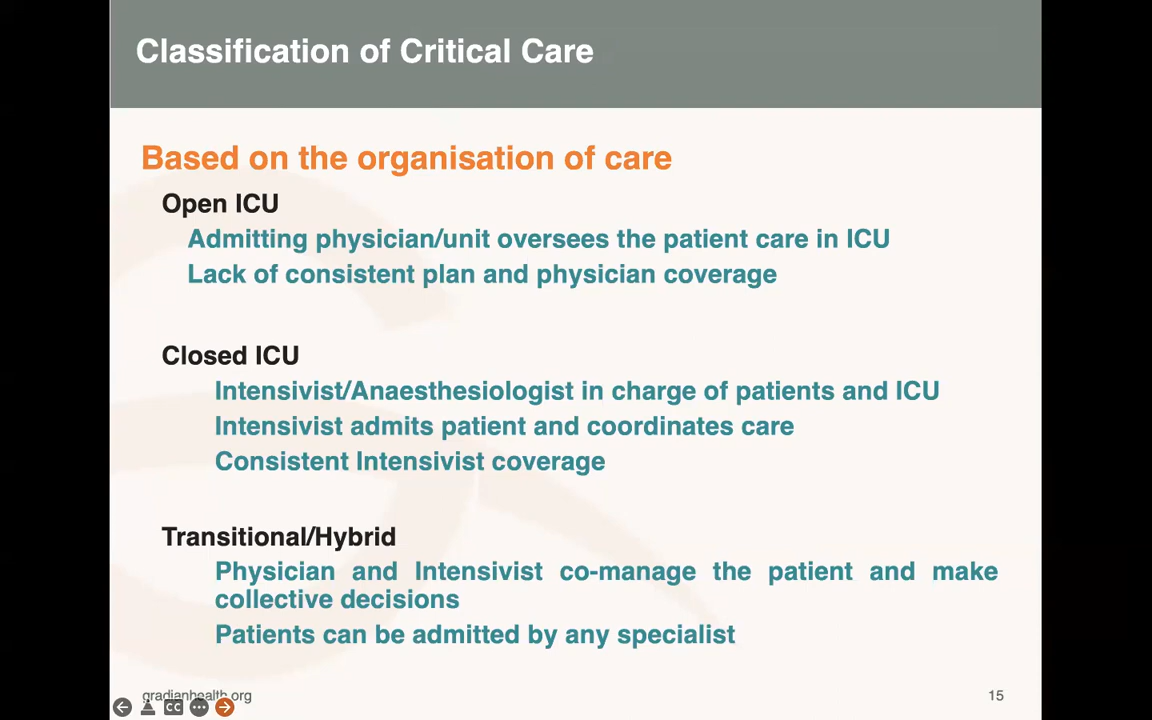 Classification of Critical Care
Based on the organisation of care
Open ICU
Admitting physician/unit oversees the patient care in ICU
Lack of consistent plan and physician coverage
Closed ICU
Intensivist/Anaesthesiologist in charge of patients and ICU
Intensivist admits patient and coordinates care
Consistent Intensivist coverage
Transitional/Hybrid
Physician and Intensivist co-manage the patient and make
collective decisions
Patients can be admitted by any specialist
gradianhealth.org
15
CC